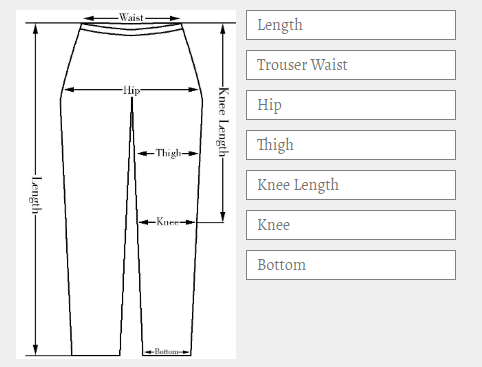 Waist
Hip
Knee Length
Thigh
Length
Knee
Bottom
Length
Trouser Waist
Hip
Thigh
Knee Length
Knee
Bottom